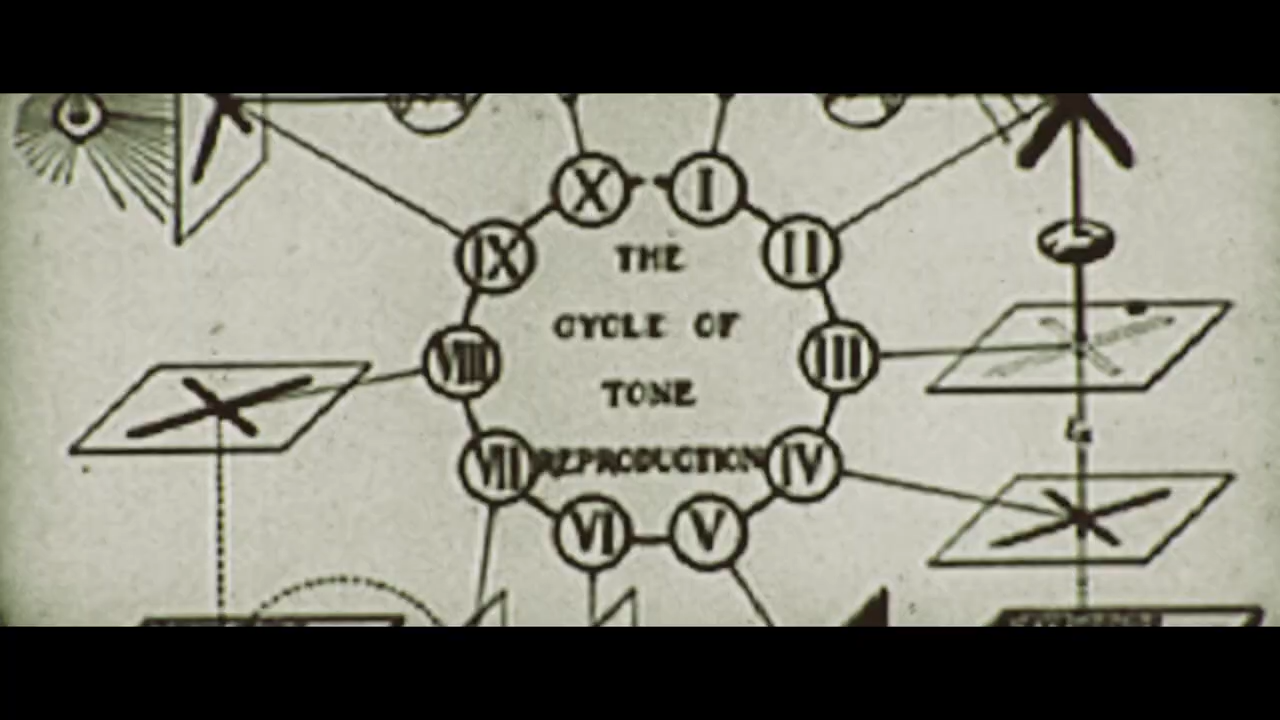 X I
IX II
THE
CYCLE OF
VIII III
TONE
VII REPRODUCTION IV
VI V